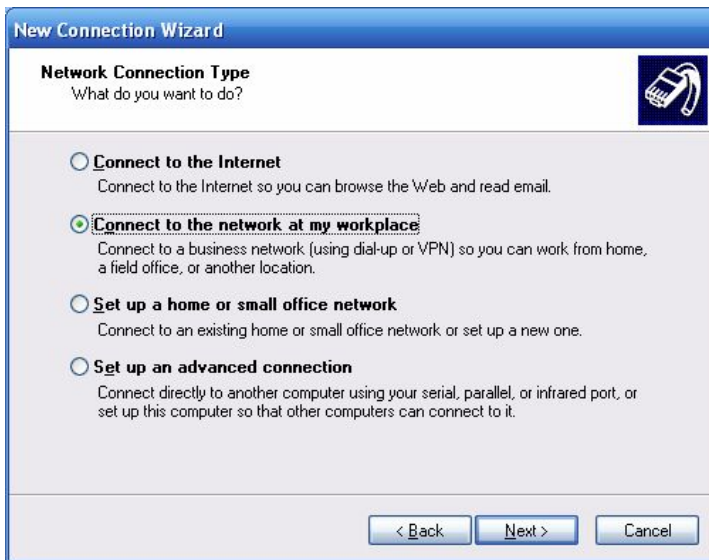 New Connection Wizard
Network Connection Type
What do you want to do?
Connect to the Internet
Connect to the Internet so you can browse the Web and read email.
Connect to the network at my workplace
Connect to a business network (using dial-up or VPN) so you can work from home,
a field office, or another location.
Set up a home or small office network
Connect to an existing home or small office network or set up a new one.
Set up an advanced connection
Connect directly to another computer using your serial, parallel, or infrared port, or
set up this computer so that other computers can connect to it.
< Back Next > Cancel